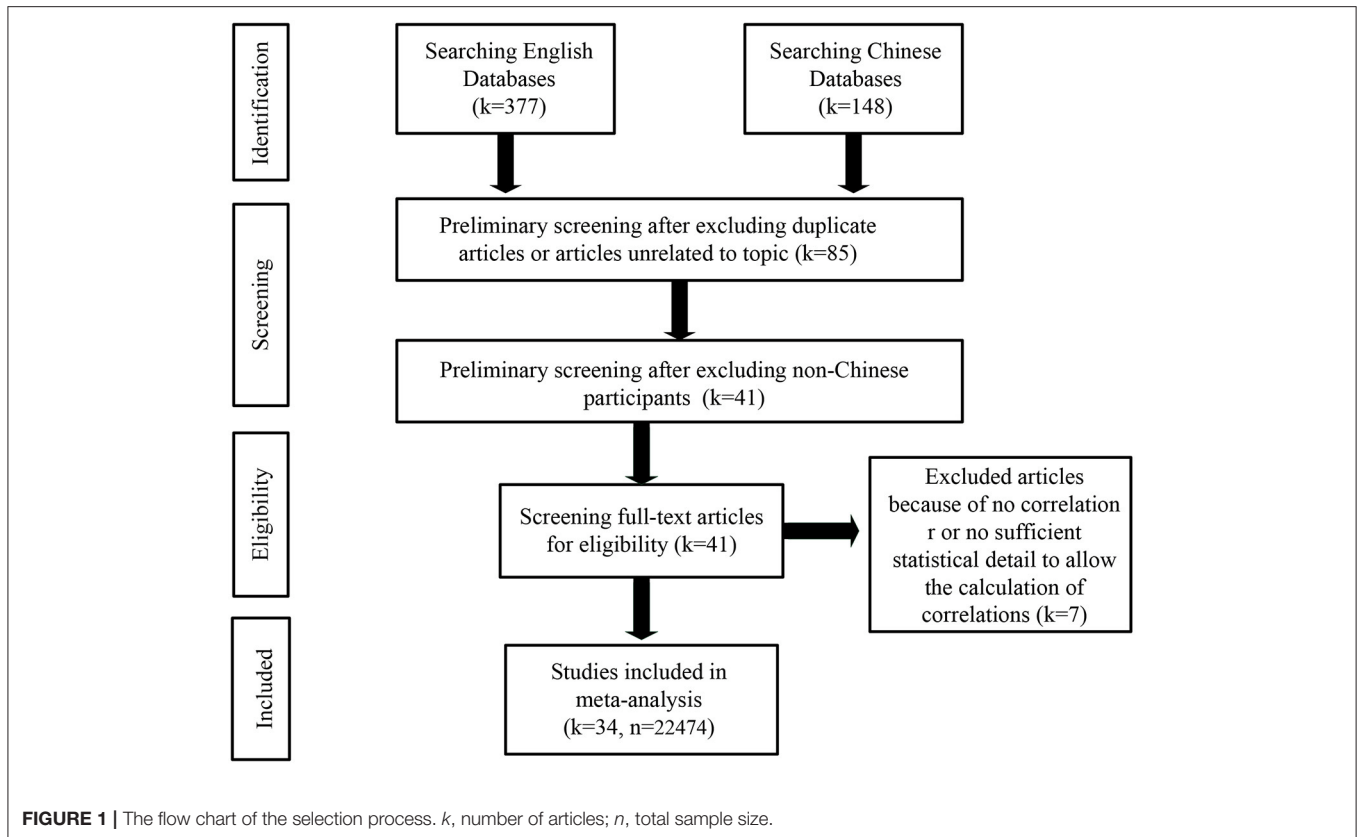 Identification
Searching English
Databases
(k=377)
Searching Chinese
Databases
(k=148)
Screening
Preliminary screening after excluding duplicate
articles or articles unrelated to topic (k=85)
Preliminary screening after excluding non-Chinese
participants (k=41)
Eligibility
Screening full-text articles
for eligibility (k=41)
Excluded articles
because of no correlation
r or no sufficient
statistical detail to allow
the calculation of
correlations (k=7)
Included
Studies included in
meta-analysis
(k=34, n=22474)
FIGURE 1 | The flow chart of the selection process. k, number of articles; n, total sample size.